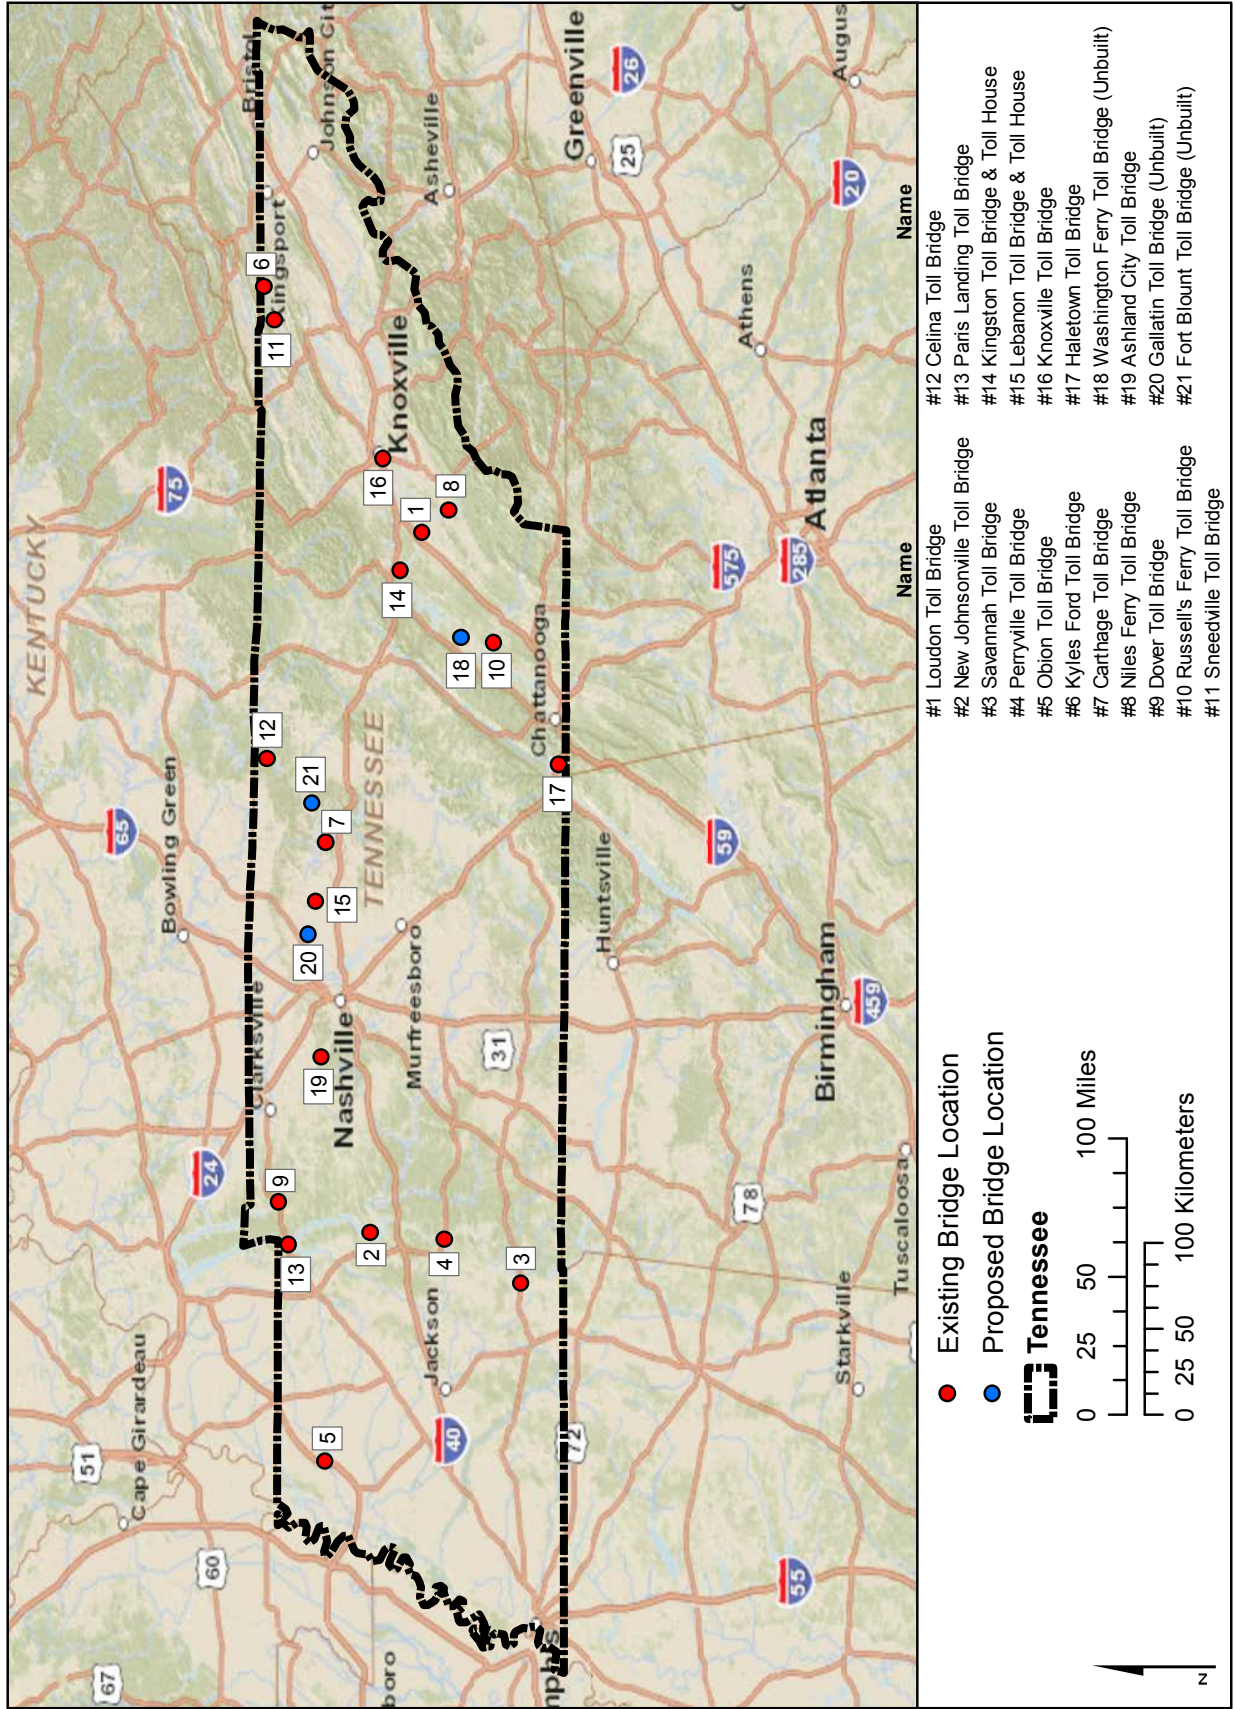 67
60
51
Cape Girardeau
24
Clarksville
Bowling Green
65
KENTUCKY
75
Kingsport
Bristol
Johnson Cit
5
13
9
2
4
3
19
20
15
7
21
12
14
1
16
8
18
10
17
11
6
Nashville
Murfreesboro
TENNESSEE
Knoxville
Asheville
Jackson
40
31
Chattanooga
Greenville
26
25
boro
mphis
72
Huntsville
55
78
59
575
285
Atlanta
Athens
20
Augus
Starkville
Tuscaloosa
Birmingham
459
N
Existing Bridge Location
Proposed Bridge Location
Tennessee
0 25 50 100 Miles
0 25 50 100 Kilometers
Name
#1 Loudon Toll Bridge
#2 New Johnsonville Toll Bridge
#3 Savannah Toll Bridge
#4 Perryville Toll Bridge
#5 Obion Toll Bridge
#6 Kyles Ford Toll Bridge
#7 Carthage Toll Bridge
#8 Niles Ferry Toll Bridge
#9 Dover Toll Bridge
#10 Russell's Ferry Toll Bridge
#11 Sneedville Toll Bridge
Name
#12 Celina Toll Bridge
#13 Paris Landing Toll Bridge
#14 Kingston Toll Bridge & Toll House
#15 Lebanon Toll Bridge & Toll House
#16 Knoxville Toll Bridge
#17 Haletown Toll Bridge
#18 Washington Ferry Toll Bridge (Unbuilt)
#19 Ashland City Toll Bridge
#20 Gallatin Toll Bridge (Unbuilt)
#21 Fort Blount Toll Bridge (Unbuilt)